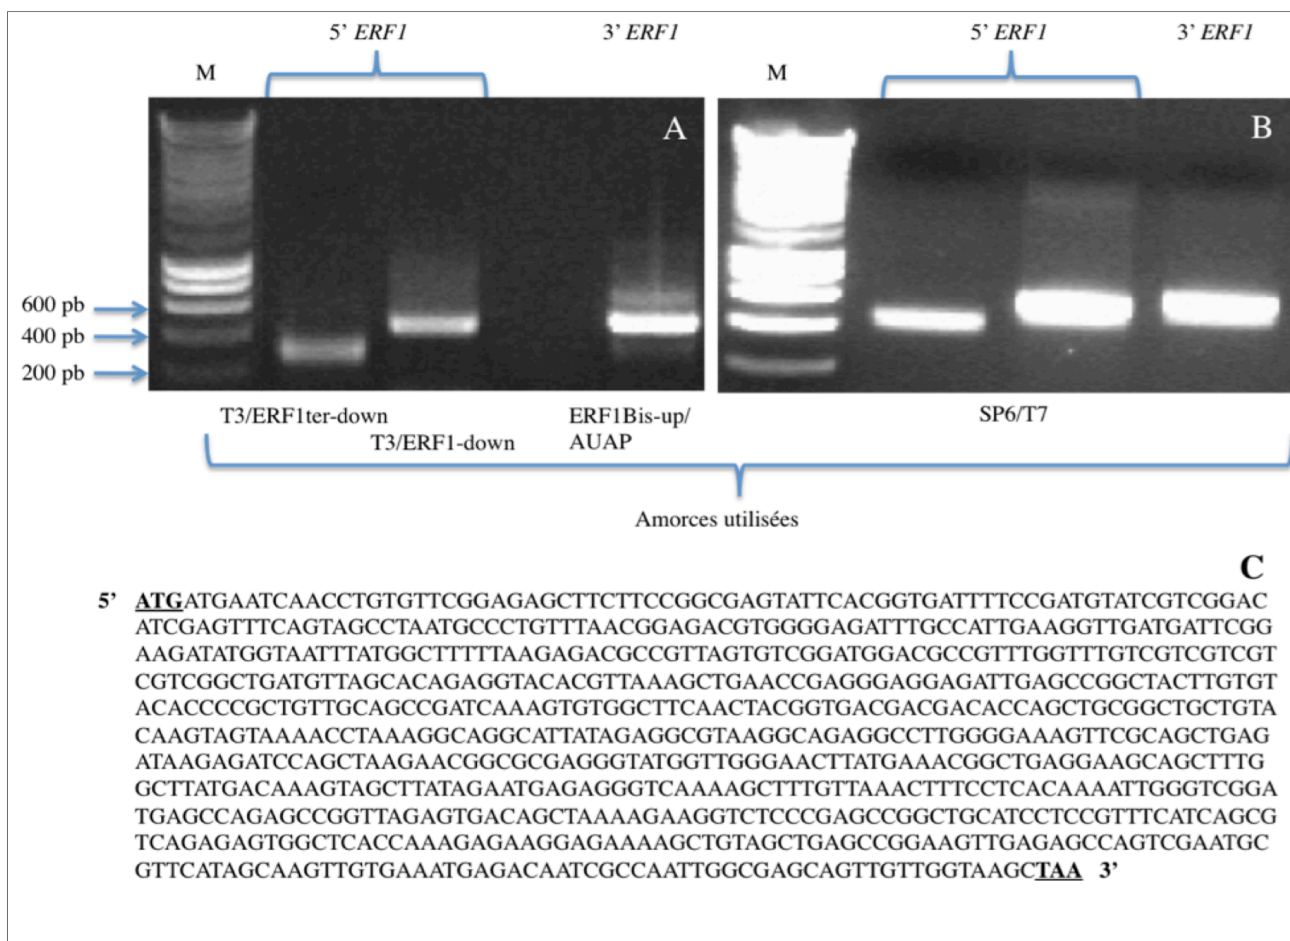 5' ERF1 3' ERF1 5' ERF1 3' ERF1
M M
A B
600 pb
400 pb
200 pb
T3/ERF1ter-down ERF1Bis-up/ SP6/T7
T3/ERF1-down AUAP
Amorces utilisées
C
5' ATGATGAATCAACCTGTGTTCGGAGAGCTTCTTCCGGCGAGTATTCACGGTGATTTTCCGATGTATCGTCGGAC
ATCGAGTTTCAGTAGCCTAATGCCCTGTTTAACGGAGACGTGGGGAGATTTGCCATTGAAGGTTGATGATTCGG
AAGATATGGTAATTTATGGCTTTTTAAGAGACGCCGTTAGTGTCGGATGGACGCCGTTTGGTTTGTCGTCGTCGT
CGTCGGCTGATGTTAGCACAGAGGTACACGTTAAAGCTGAACCGAGGGAGGAGATTGAGCCGGCTACTTGTGT
ACACCCCGCTGTTGCAGCCGATCAAAGTGTGGCTTCAACTACGGTGACGACGACACCAGCTGCGGCTGCTGTA
CAAGTAGTAAAACCTAAAGGCAGGCATTATAGAGGCGTAAGGCAGAGGCCTTGGGGAAAGTTCGCAGCTGAG
ATAAGAGATCCAGCTAAGAACGGCGCGAGGGTATGGTTGGGAACTTATGAAACGGCTGAGGAAGCAGCTTTG
GCTTATGACAAAGTAGCTTATAGAATGAGAGGGTCAAAAGCTTTGTTAAACTTTCCTCACAAAATTGGGTCGGA
TGAGCCAGAGCCGGTTAGAGTGACAGCTAAAAGAAGGTCTCCCGAGCCGGCTGCATCCTCCGTTTCATCAGCG
TCAGAGAGTGGCTCACCAAAGAGAAGGAGAAAAGCTGTAGCTGAGCCGGAAGTTGAGAGCCAGTCGAATGC
GTTCATAGCAAGTTGTGAAATGAGACAATCGCCAATTGGCGAGCAGTTGTTGGTAAGCTAA 3'